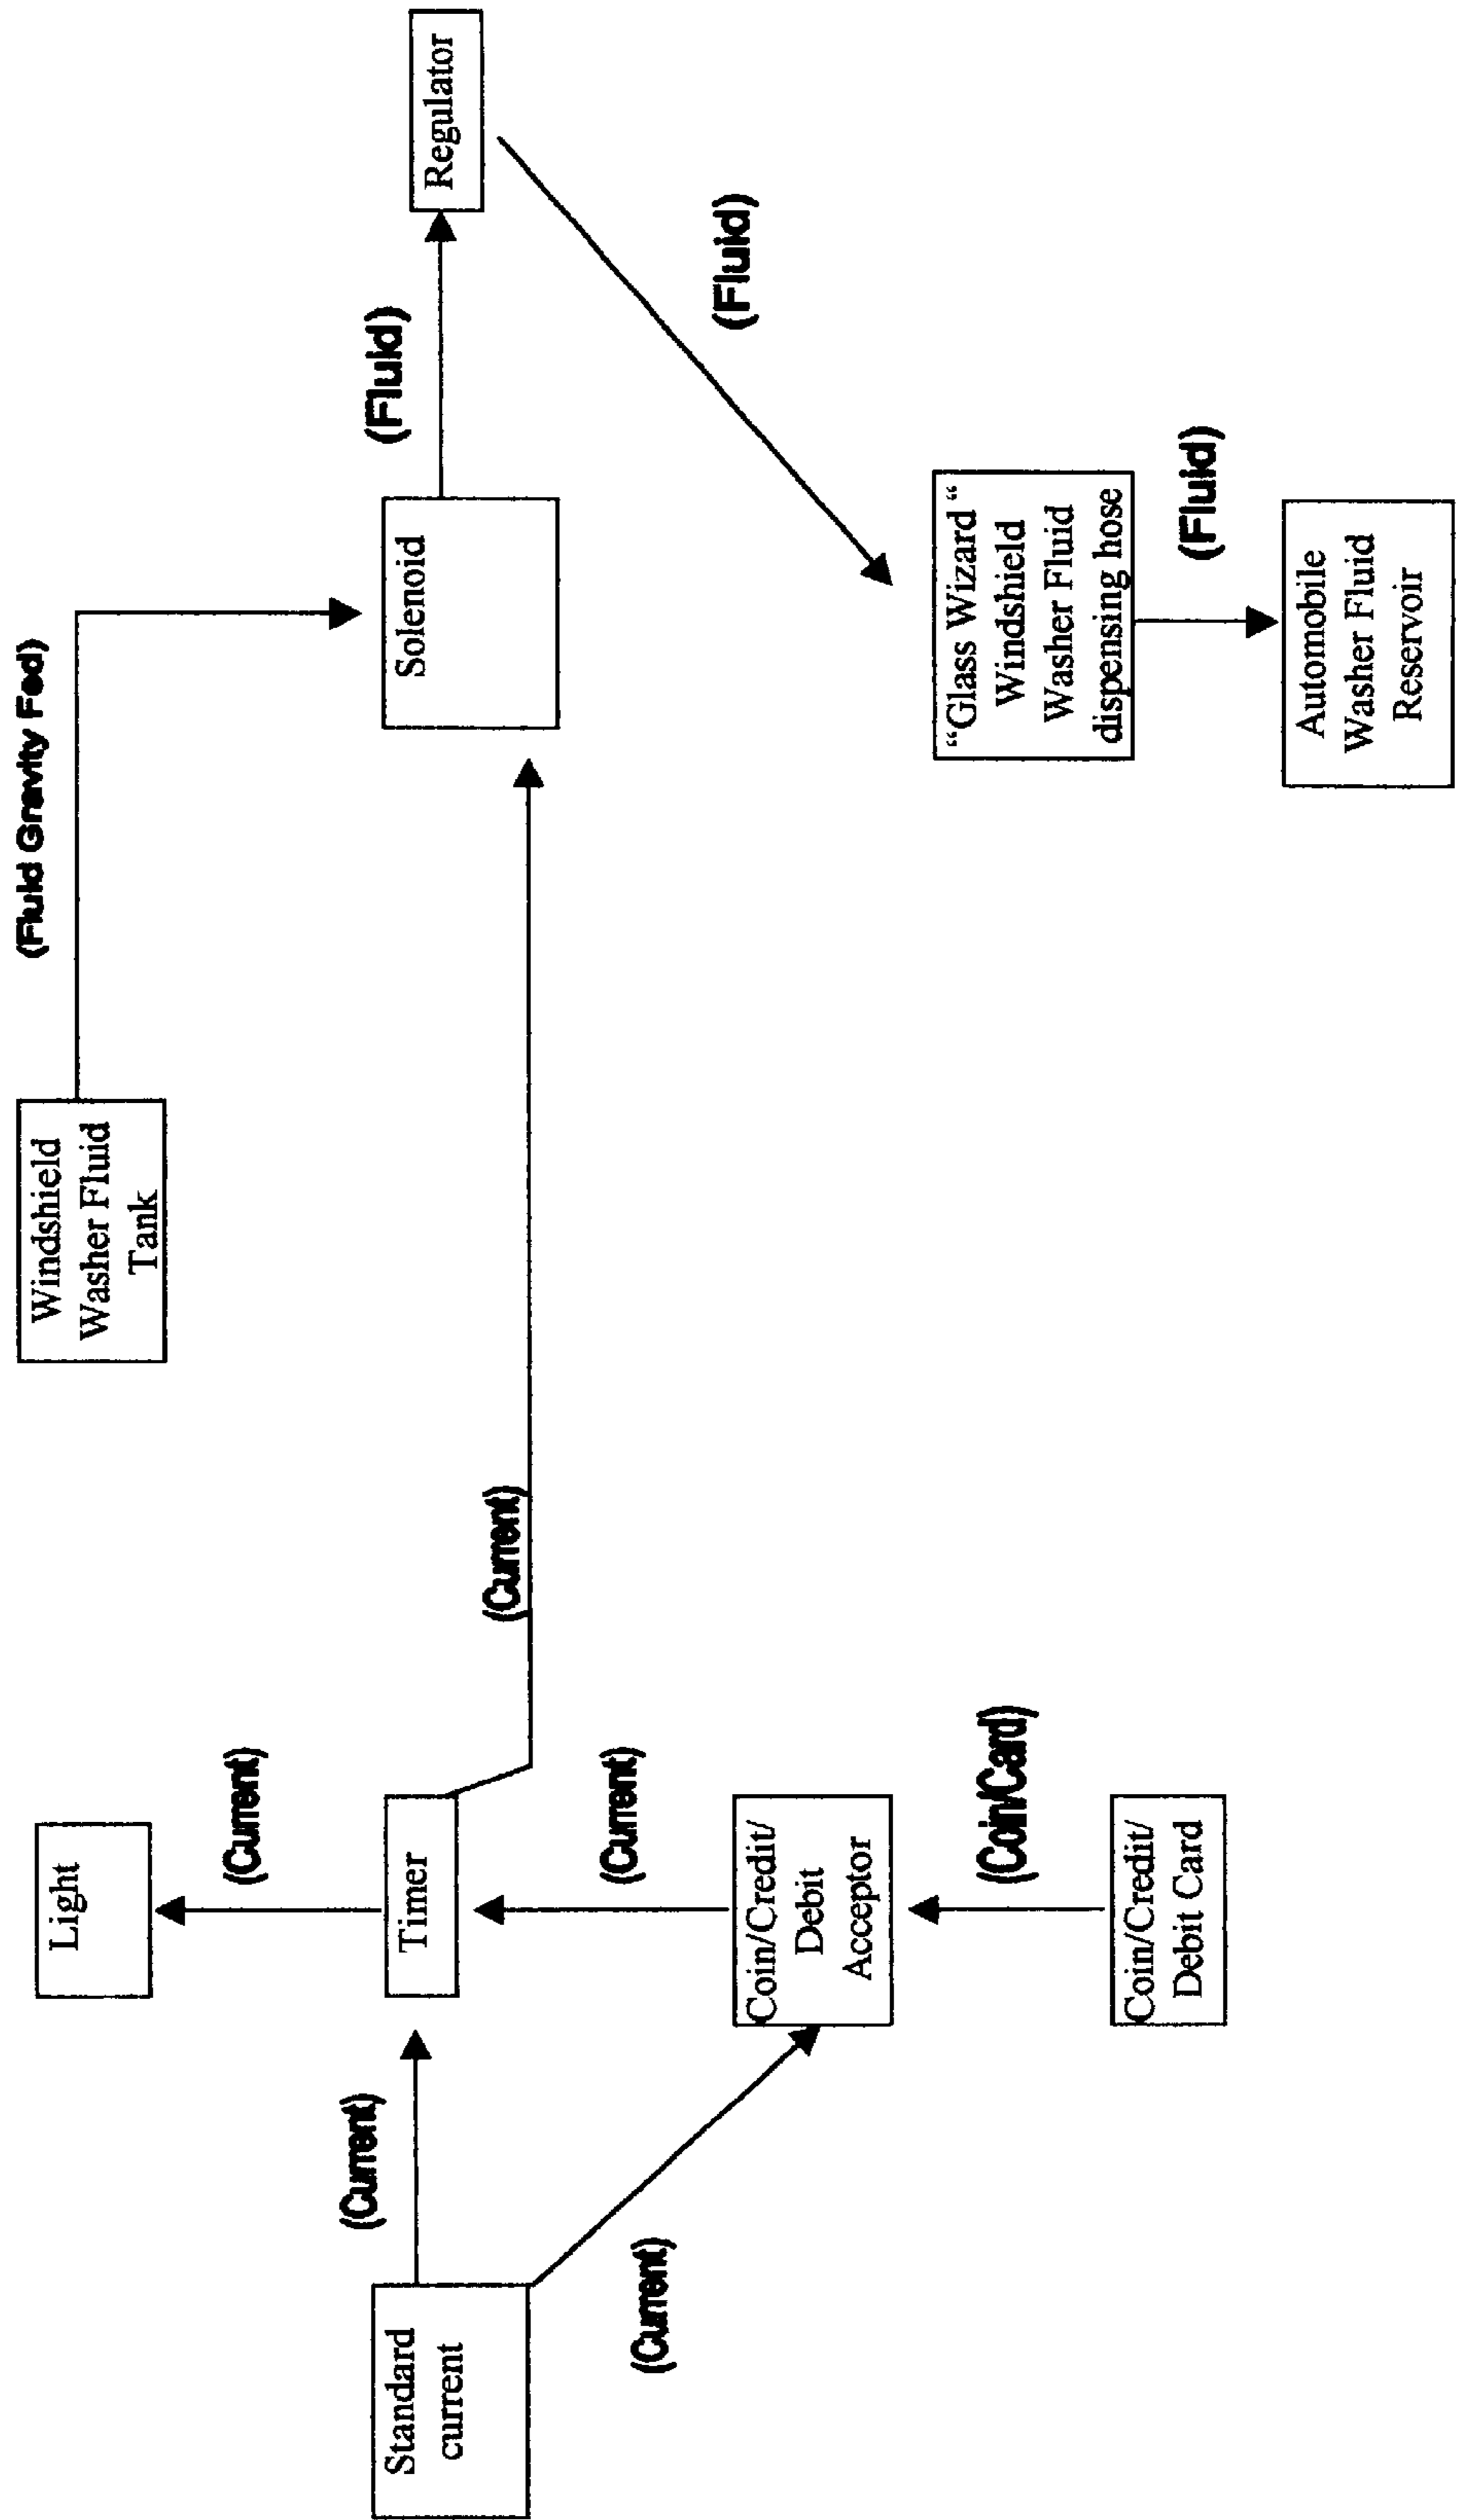 Light
(Current)
Windshield
Washer Fluid
Tank
(Fluid Gravity Fed)
Standard
current
(Current)
Timer
(Current)
Solenoid
(Fluid)
Regulator
(Current)
(Current)
Coin/Credit/
Debit
Acceptor
(Fluid)
“Glass Wizard“
Windshield
Washer Fluid
dispensing hose
(Coin/Card)
(Fluid)
Coin/Credit/
Debit Card
Automobile
Washer Fluid
Reservoir